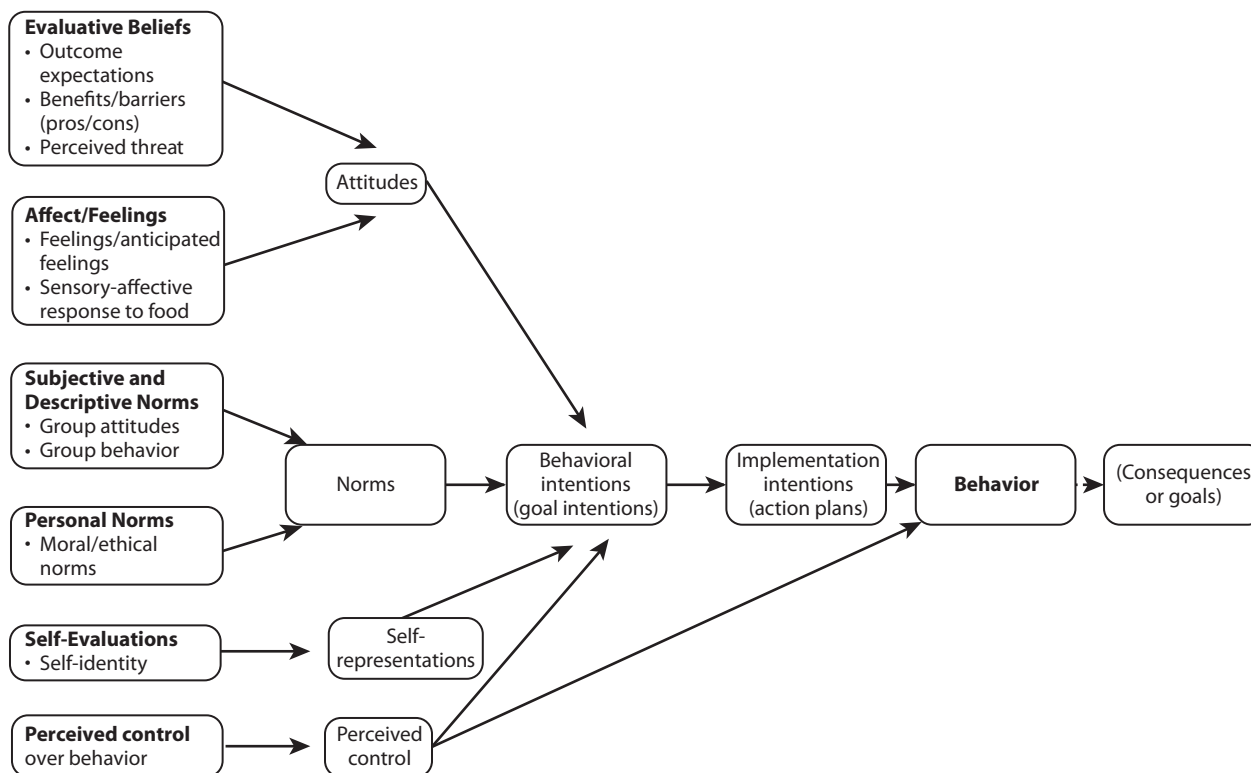 Evaluative Beliefs
• Outcome
expectations
• Benefits/barriers
(pros/cons)
• Perceived threat
Attitudes
Affect/Feelings
• Feelings/anticipated
feelings
• Sensory-affective
response to food
Subjective and
Descriptive Norms
• Group attitudes
• Group behavior
Personal Norms
• Moral/ethical
norms
Norms
Behavioral
intentions
(goal intentions)
Implementation
intentions
(action plans)
Behavior
(Consequences
or goals)
Self-Evaluations
• Self-identity
Self-
representations
Perceived control
over behavior
Perceived
control